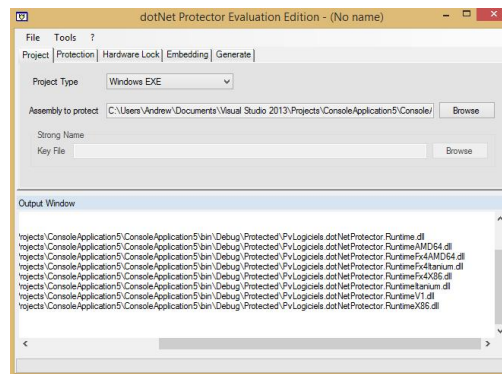 dotNet Protector Evaluation Edition - (No name)
File Tools ?
Project Protection Hardware Lock Embedding Generate
Project Type Windows EXE
Assembly to protect C:\Users\Andrew\Documents\Visual Studio 2013\Projects\ConsoleApplication5\Console/ Browse
Strong Name
Key File Browse
Output Window
'rojects\ConsoleApplication5\ConsoleApplication5\bin\Debug\Protected\PvLogiciels.dotNetProtector.Runtime.dll
'rojects\ConsoleApplication5\ConsoleApplication5\bin\Debug\Protected\PvLogiciels.dotNetProtector.RuntimeAMD64.dll
'rojects\ConsoleApplication5\ConsoleApplication5\bin\Debug\Protected\PvLogiciels.dotNetProtector.RuntimeFx4AMD64.dll
'rojects\ConsoleApplication5\ConsoleApplication5\bin\Debug\Protected\PvLogiciels.dotNetProtector.RuntimeFx4Itanium.dll
'rojects\ConsoleApplication5\ConsoleApplication5\bin\Debug\Protected\PvLogiciels.dotNetProtector.RuntimeFx4X86.dll
'rojects\ConsoleApplication5\ConsoleApplication5\bin\Debug\Protected\PvLogiciels.dotNetProtector.RuntimeItanium.dll
'rojects\ConsoleApplication5\ConsoleApplication5\bin\Debug\Protected\PvLogiciels.dotNetProtector.RuntimeV1.dll
'rojects\ConsoleApplication5\ConsoleApplication5\bin\Debug\Protected\PvLogiciels.dotNetProtector.RuntimeX86.dll